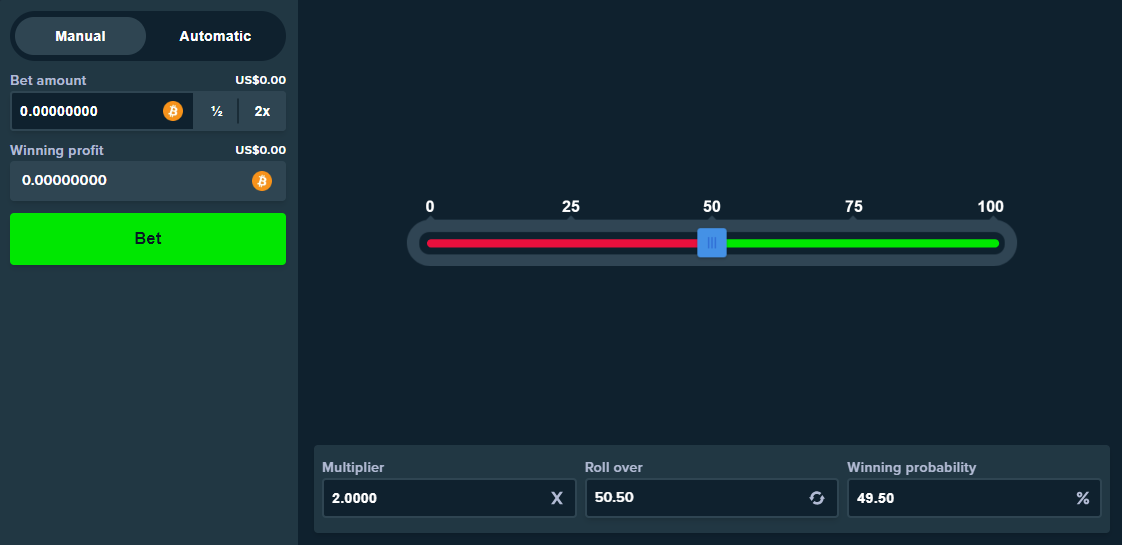 Manual Automatic
Bet amount US$0.00
0.00000000 ½ 2x
Winning profit US$0.00
0.00000000
Bet
0 25 50 75 100
Multiplier Roll over Winning probability
2.0000 X 50.50 49.50 %